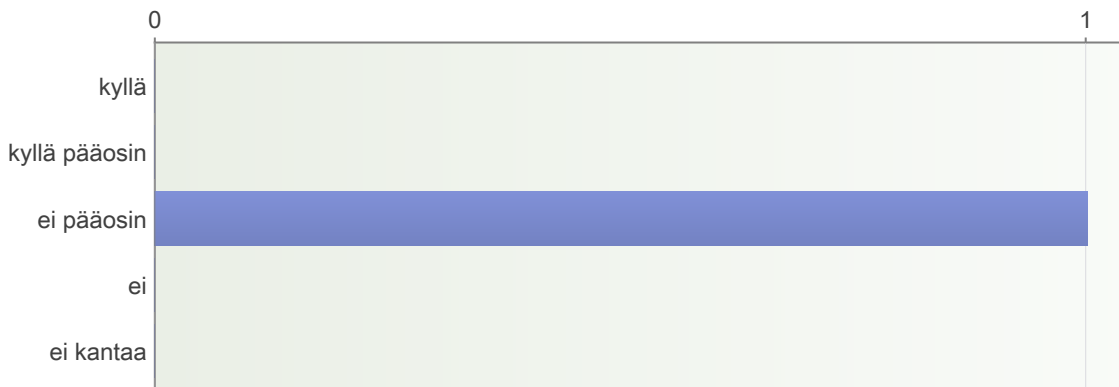 0 1
kyllä
kyllä pääosin
ei pääosin
ei
ei kantaa